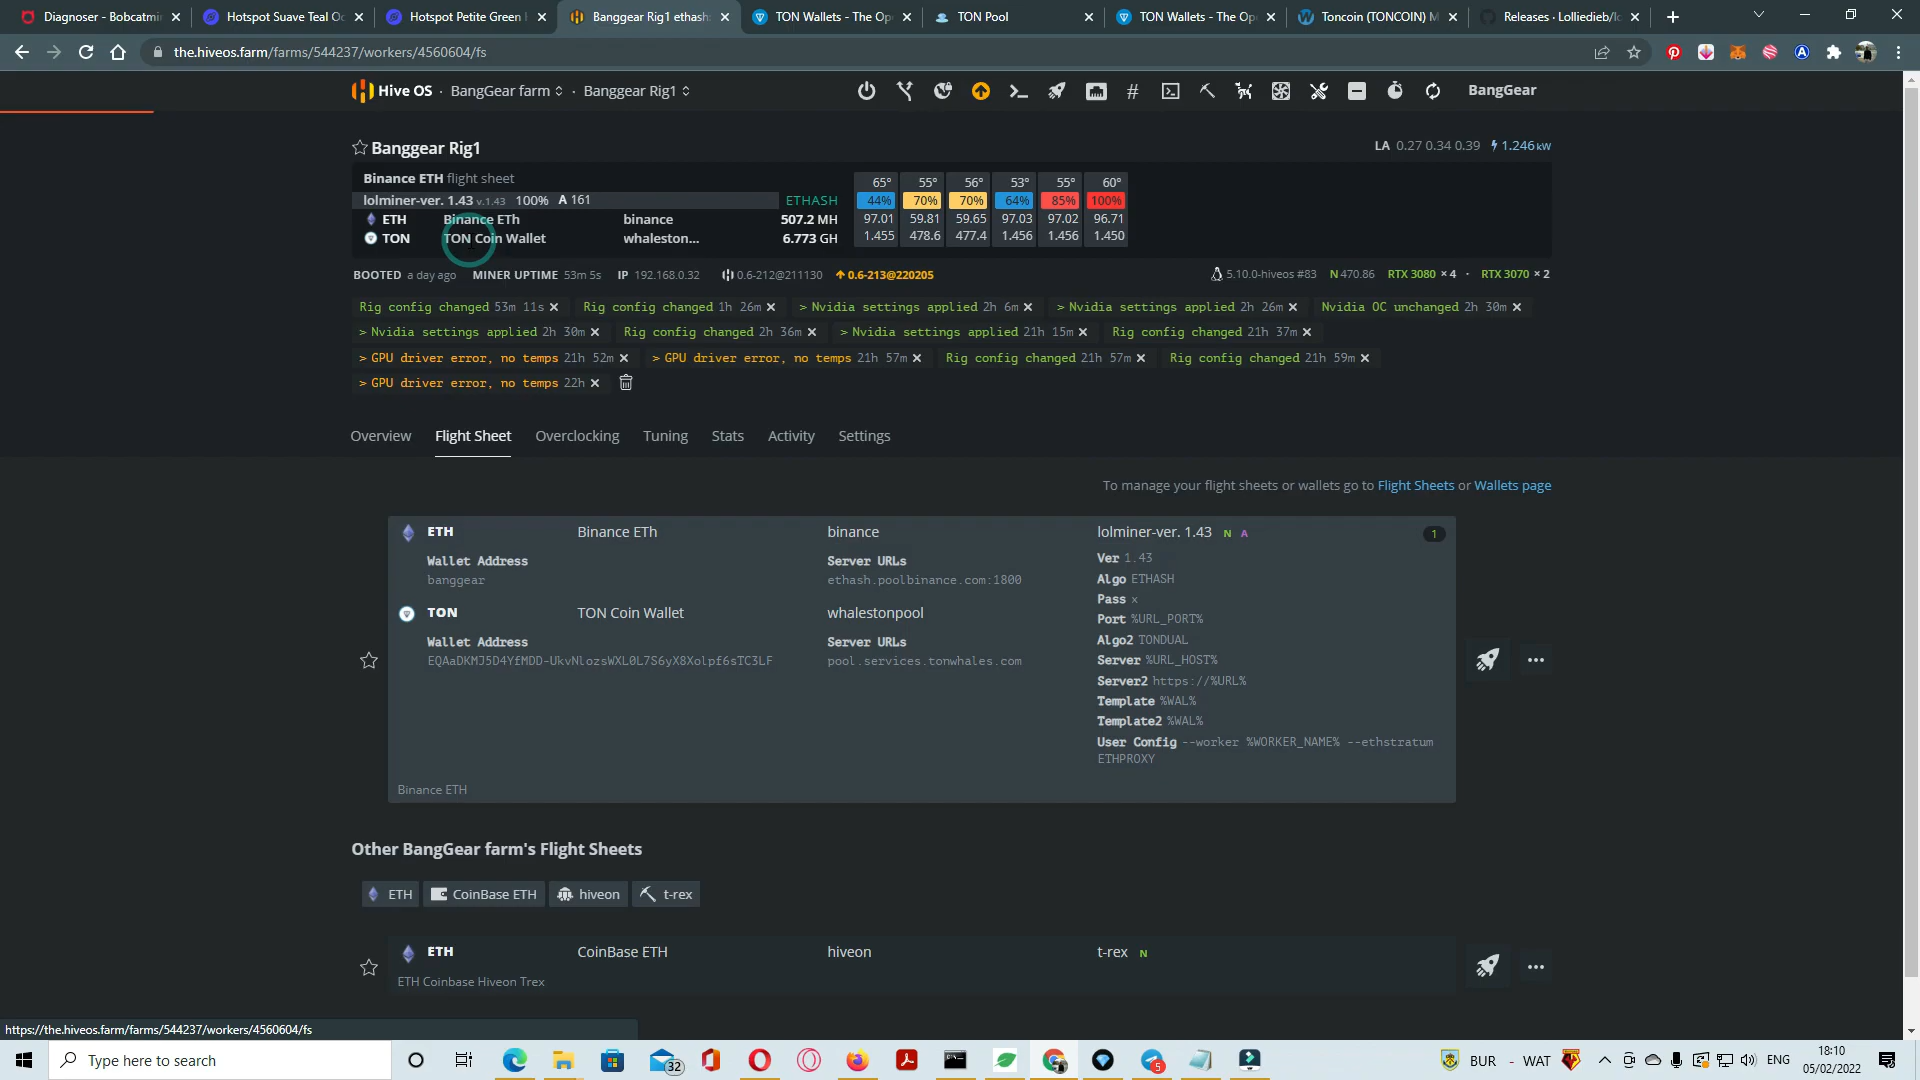 Diagnoser - Bobcatmi
Hotspot Suave Teal Oc
Hotspot Petite Green H
Banggear Rig1 ethash
TON Wallets - The Op
TON Pool
TON Wallets - The Op
Toncoin (TONCOIN) M
Releases · Lolliedieb/lo
the.hiveos.farm/farms/544237/workers/4560604/fs
Hive OS · BangGear farm · Banggear Rig1
BangGear
Banggear Rig1
LA 0.27 0.34 0.39 1.246 kW
Binance ETH flight sheet
lolminer-ver. 1.43 v.1.43 100% A 161 ETHASH
ETH Binance ETh binance 507.2 MH
TON TON Coin Wallet whaleston... 6.773 GH
65° 55° 56° 53° 55° 60°
44% 70% 70% 64% 85% 100%
97.01 59.81 59.65 97.03 97.02 96.71
1.455 478.6 477.4 1.456 1.456 1.450
BOOTED a day ago MINER UPTIME 53m 5s IP 192.168.0.32 0.6-212@211130 0.6-213@220205
5.10.0-hiveos #83 N 470.86 RTX 3080 ×4 · RTX 3070 ×2
Rig config changed 53m 11s Rig config changed 1h 26m > Nvidia settings applied 2h 6m > Nvidia settings applied 2h 26m Nvidia OC unchanged 2h 30m
> Nvidia settings applied 2h 30m Rig config changed 2h 36m > Nvidia settings applied 21h 15m Rig config changed 21h 37m
> GPU driver error, no temps 21h 52m > GPU driver error, no temps 21h 57m Rig config changed 21h 57m Rig config changed 21h 59m
> GPU driver error, no temps 22h
Overview Flight Sheet Overclocking Tuning Stats Activity Settings
To manage your flight sheets or wallets go to Flight Sheets or Wallets page
ETH Binance ETh binance lolminer-ver. 1.43 N A 1
Wallet Address
banggear
Server URLs
ethash.poolbinance.com:1800
TON TON Coin Wallet whalestonpool
Wallet Address
EQAaDKMJ5D4YfMDD-UkvNlozsWXL0L7S6yX8Xolpf6sTC3LF
Server URLs
pool.services.tonwhales.com
Ver 1.43
Algo ETHASH
Pass x
Port %URL_PORT%
Algo2 TONDUAL
Server %URL_HOST%
Server2 https://%URL%
Template %WAL%
Template2 %WAL%
User Config --worker %WORKER_NAME% --ethstratum
ETHPROXY
Binance ETH
Other BangGear farm's Flight Sheets
ETH CoinBase ETH hiveon t-rex
ETH CoinBase ETH hiveon t-rex N
ETH Coinbase Hiveon Trex
https://the.hiveos.farm/farms/544237/workers/4560604/fs
Type here to search
32
5
BUR - WAT
ENG
18:10
05/02/2022